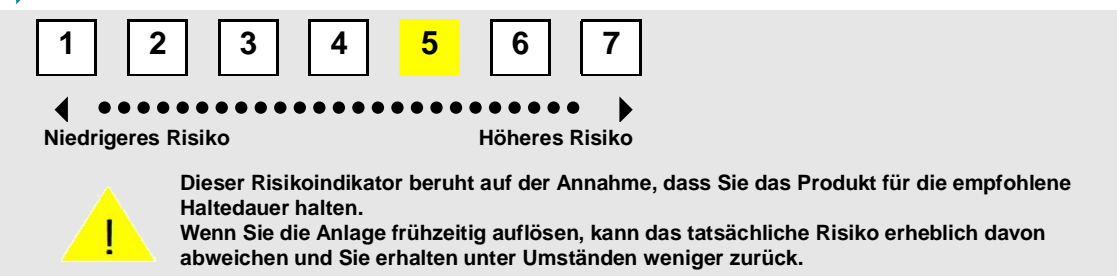 1 2 3 4 5 6 7
Niedrigeres Risiko Höheres Risiko
Dieser Risikoindikator beruht auf der Annahme, dass Sie das Produkt für die empfohlene
Haltedauer halten.
! Wenn Sie die Anlage frühzeitig auflösen, kann das tatsächliche Risiko erheblich davon
abweichen und Sie erhalten unter Umständen weniger zurück.